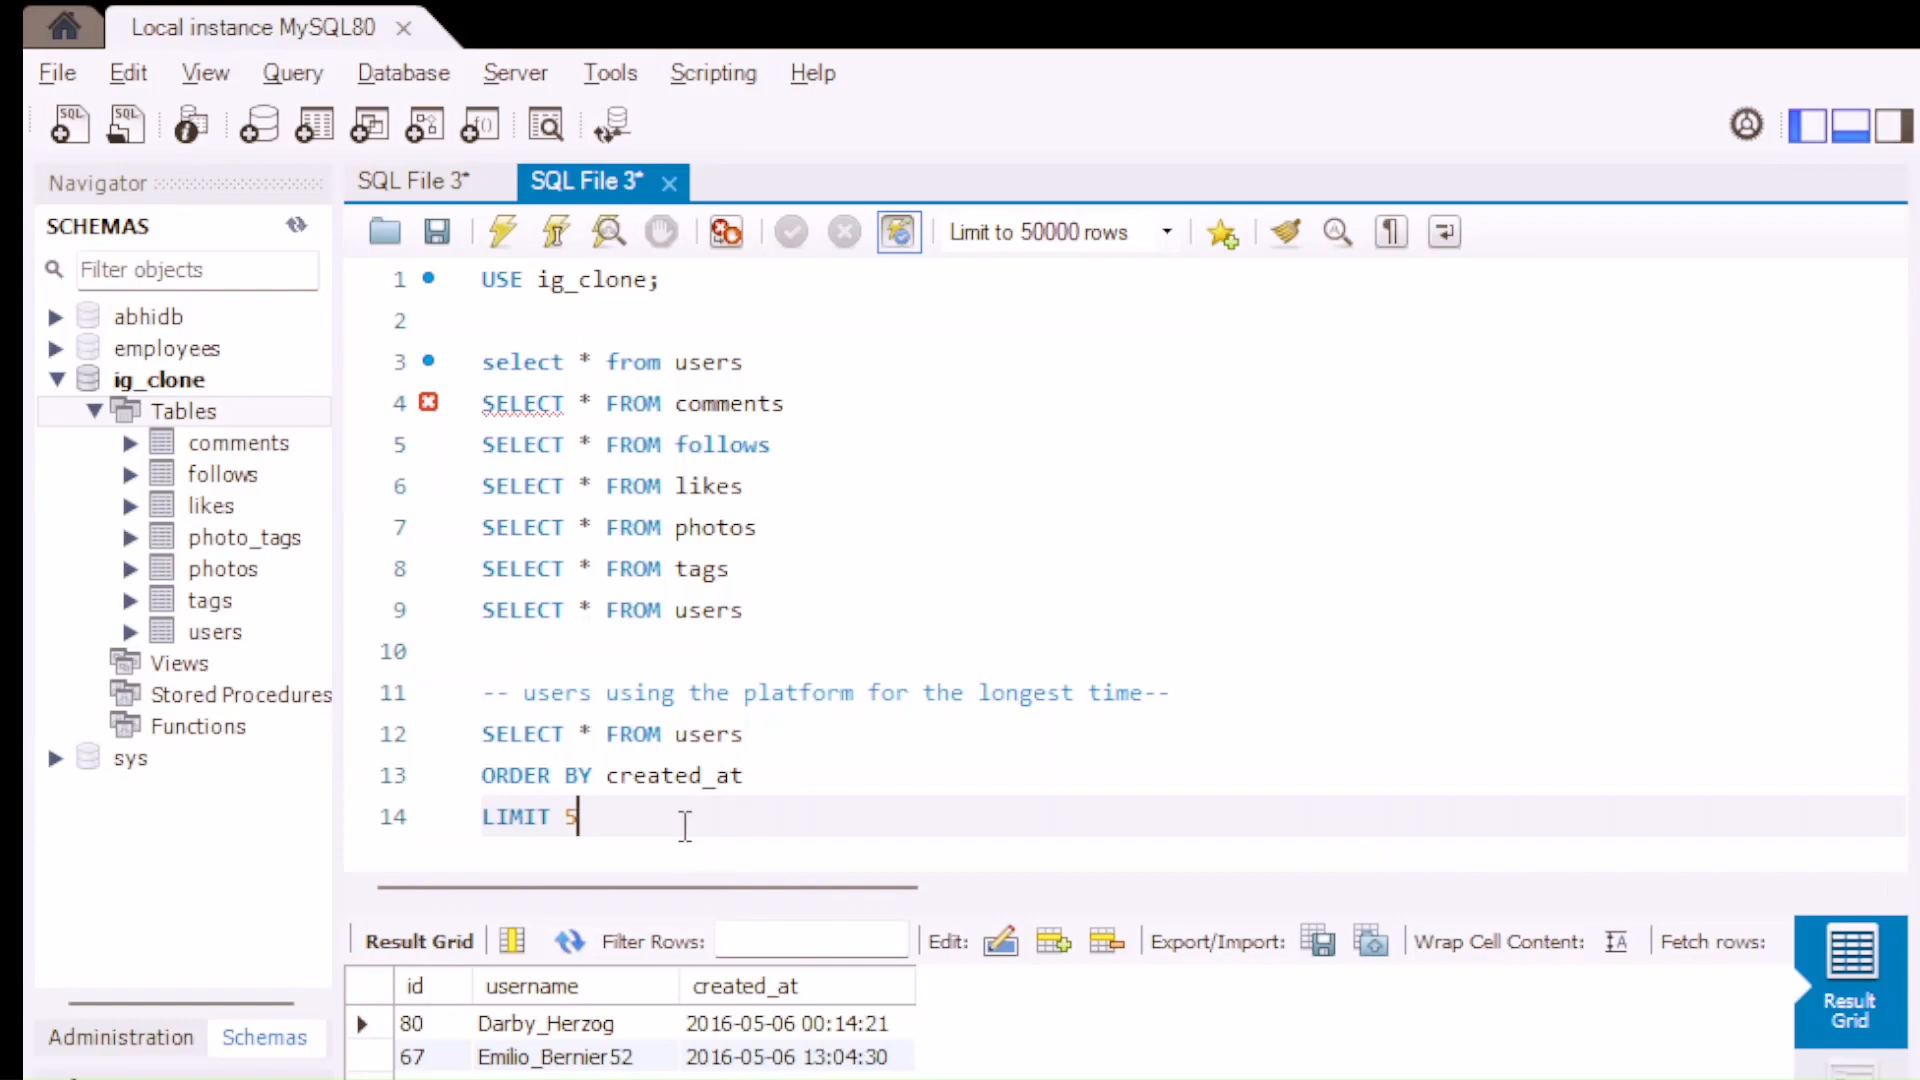 Local instance MySQL80
File Edit View Query Database Server Tools Scripting Help
Navigator
SQL File 3* SQL File 3*
SCHEMAS
Limit to 50000 rows
Filter objects
abhidb
employees
ig_clone
Tables
comments
follows
likes
photo_tags
photos
tags
users
Views
Stored Procedures
Functions
sys
Administration Schemas
1 USE ig_clone;
2
3 select * from users
4 SELECT * FROM comments
5 SELECT * FROM follows
6 SELECT * FROM likes
7 SELECT * FROM photos
8 SELECT * FROM tags
9 SELECT * FROM users
10
11 -- users using the platform for the longest time--
12 SELECT * FROM users
13 ORDER BY created_at
14 LIMIT 5
Result Grid Filter Rows: Edit: Export/Import: Wrap Cell Content: Fetch rows:
id username created_at
80 Darby_Herzog 2016-05-06 00:14:21
67 Emilio_Bernier52 2016-05-06 13:04:30
Result
Grid